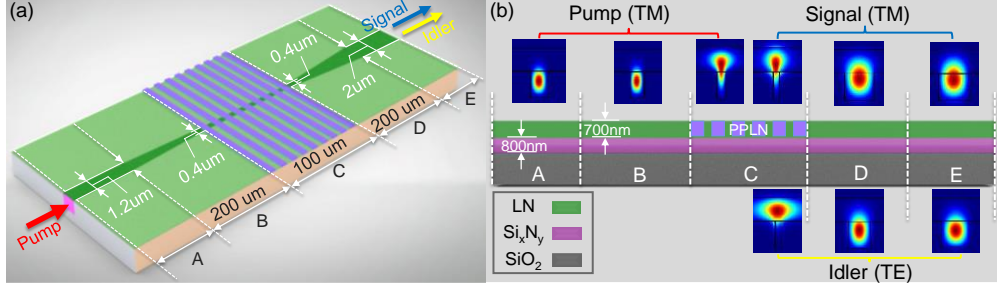 (a)
Signal
Idler
0.4um
2um
E
200 um
D
0.4um
100 um
C
1.2um
200 um
B
Pump
A
(b)
Pump (TM)
Signal (TM)
700nm
PPLN
800nm
A
B
C
D
E
LN
SixNy
SiO2
Idler (TE)